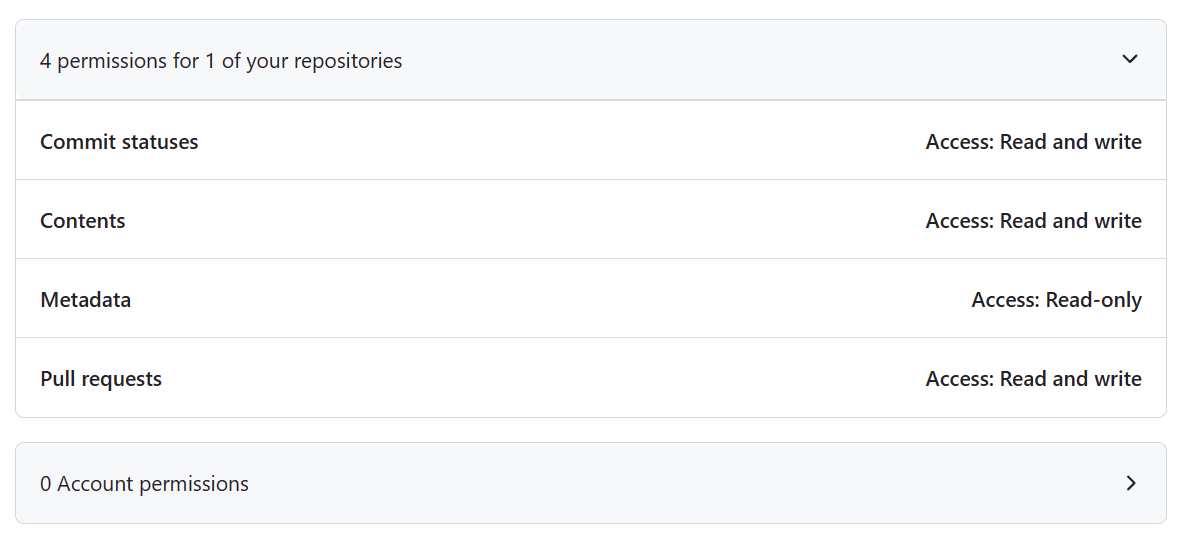 4 permissions for 1 of your repositories
Commit statuses Access: Read and write
Contents Access: Read and write
Metadata Access: Read-only
Pull requests Access: Read and write
0 Account permissions